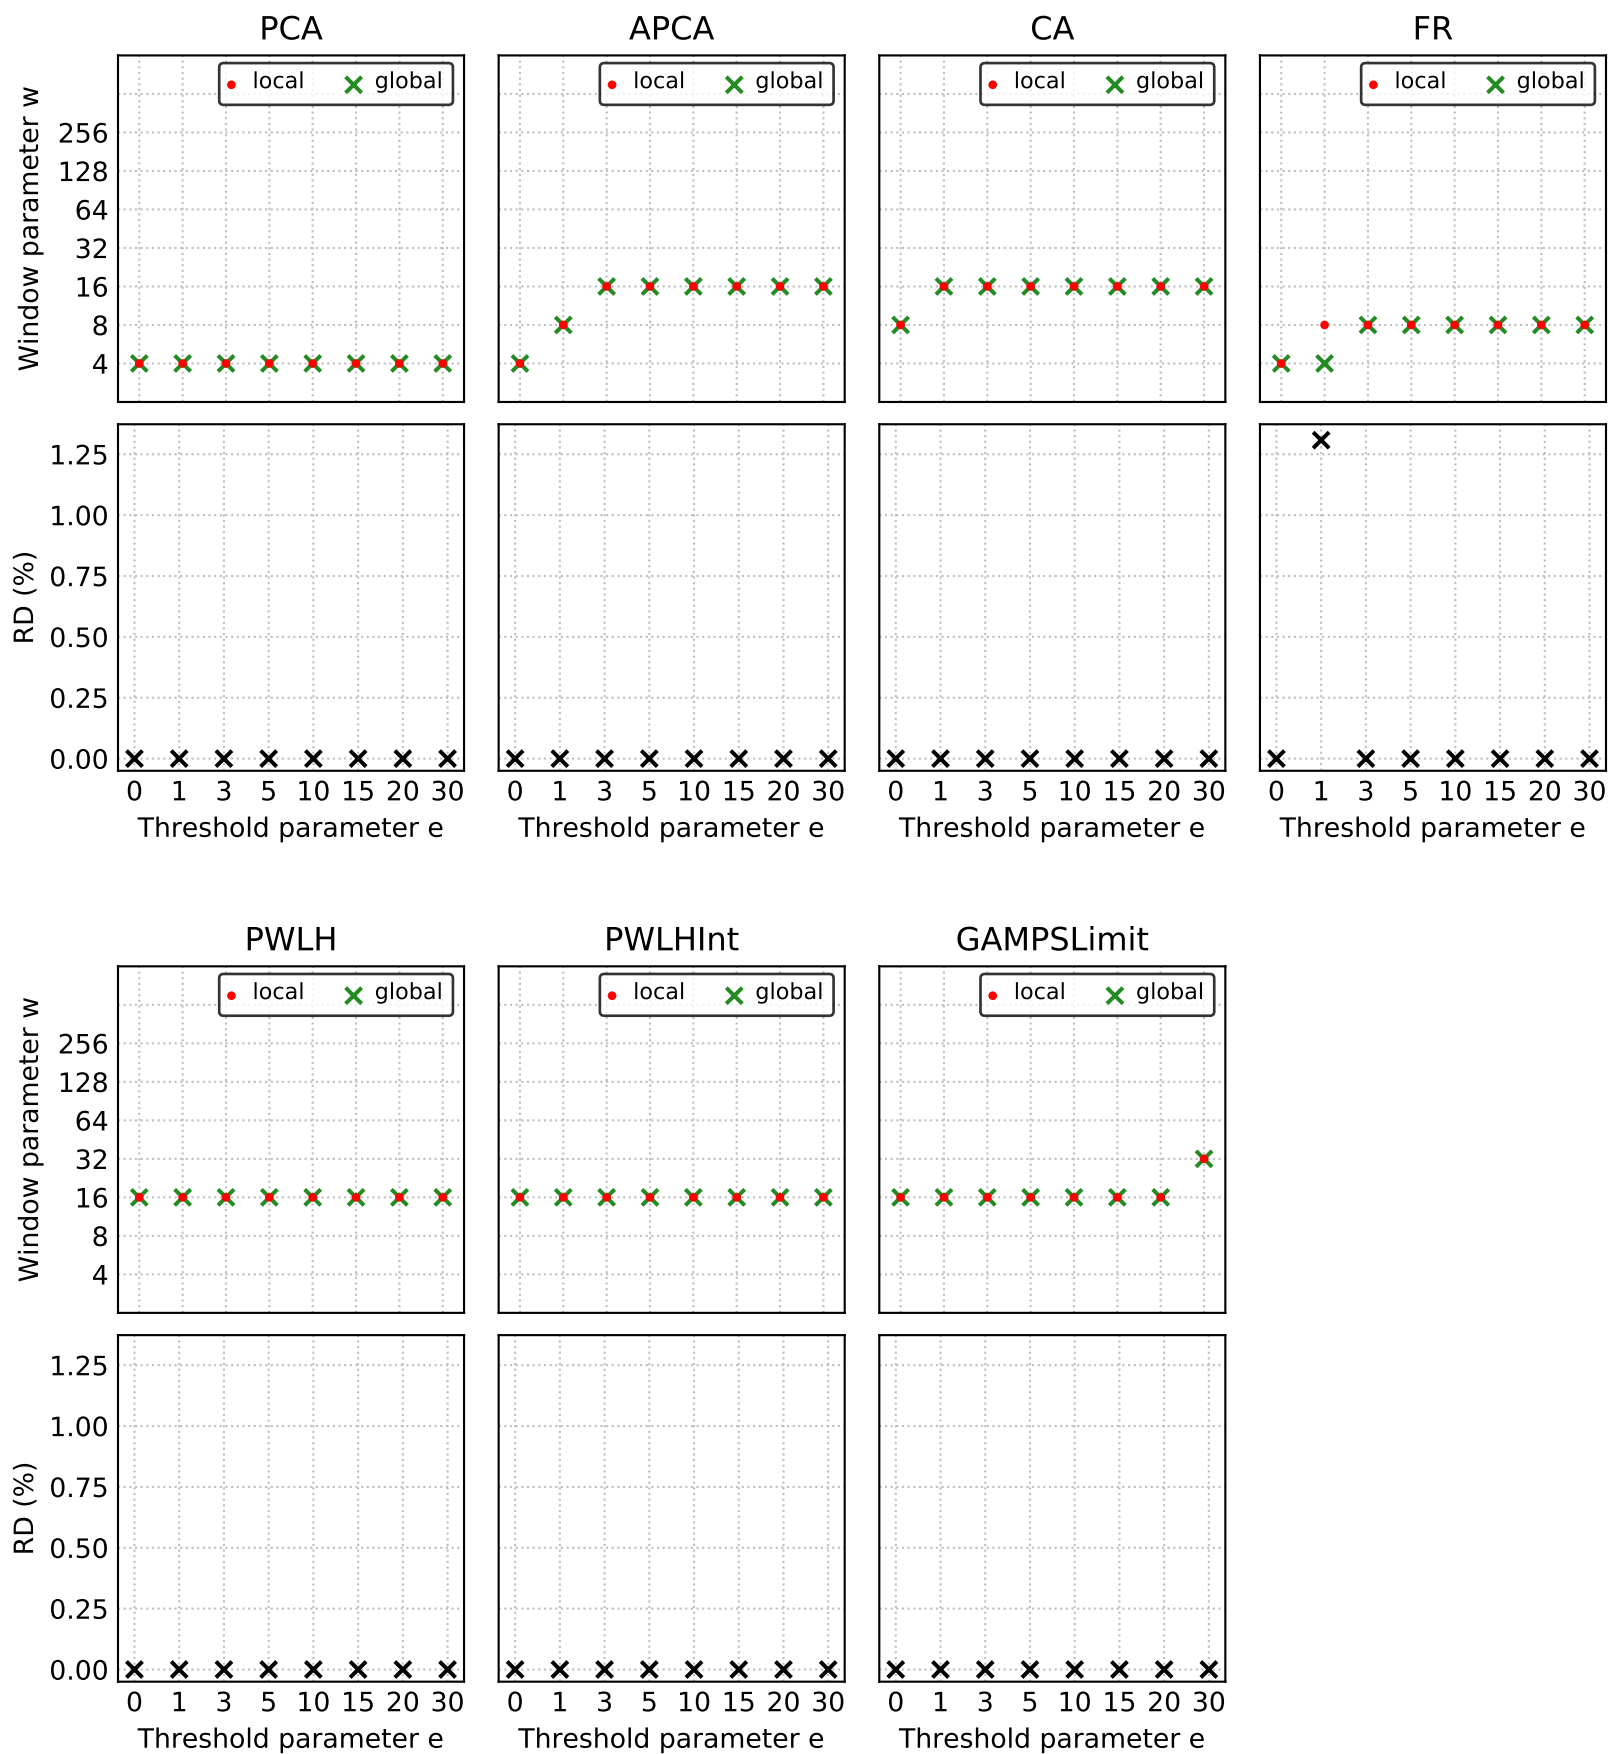 PCA APCA CA FR
local global local global local global local global
Window parameter w
256
128
64
32
16
8
4
RD (%)
1.25
1.00
0.75
0.50
0.25
0.00
0 1 3 5 10 15 20 30 0 1 3 5 10 15 20 30 0 1 3 5 10 15 20 30 0 1 3 5 10 15 20 30
Threshold parameter e Threshold parameter e Threshold parameter e Threshold parameter e
PWLH PWLHInt GAMPSLimit
local global local global local global
Window parameter w
256
128
64
32
16
8
4
RD (%)
1.25
1.00
0.75
0.50
0.25
0.00
0 1 3 5 10 15 20 30 0 1 3 5 10 15 20 30 0 1 3 5 10 15 20 30
Threshold parameter e Threshold parameter e Threshold parameter e